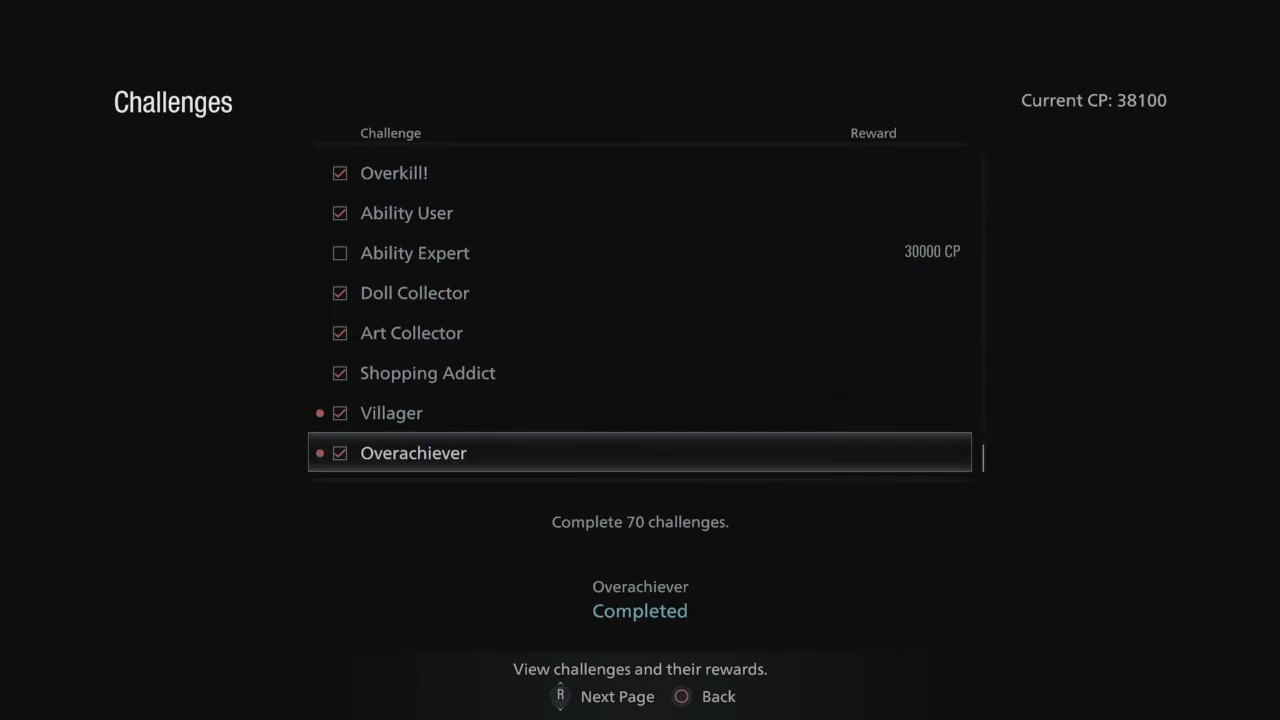 Challenges
Current CP: 38100
Challenge Reward
Overkill!
Ability User
Ability Expert 30000 CP
Doll Collector
Art Collector
Shopping Addict
Villager
Overachiever
Complete 70 challenges.
Overachiever
Completed
View challenges and their rewards.
R Next Page Back